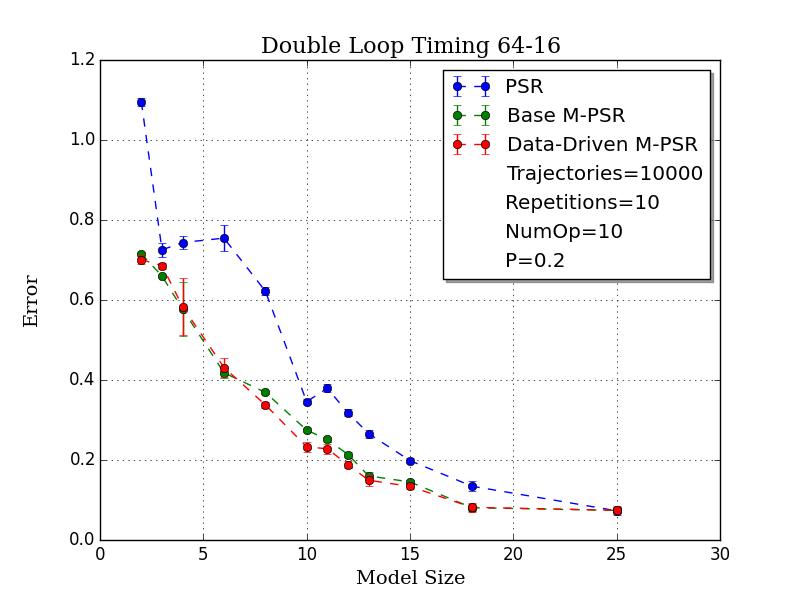 Double Loop Timing 64-16
1.2
1.0
0.8
0.6
0.4
0.2
0.0
Error
PSR
Base M-PSR
Data-Driven M-PSR
Trajectories=10000
Repetitions=10
NumOp=10
P=0.2
0 5 10 15 20 25 30
Model Size